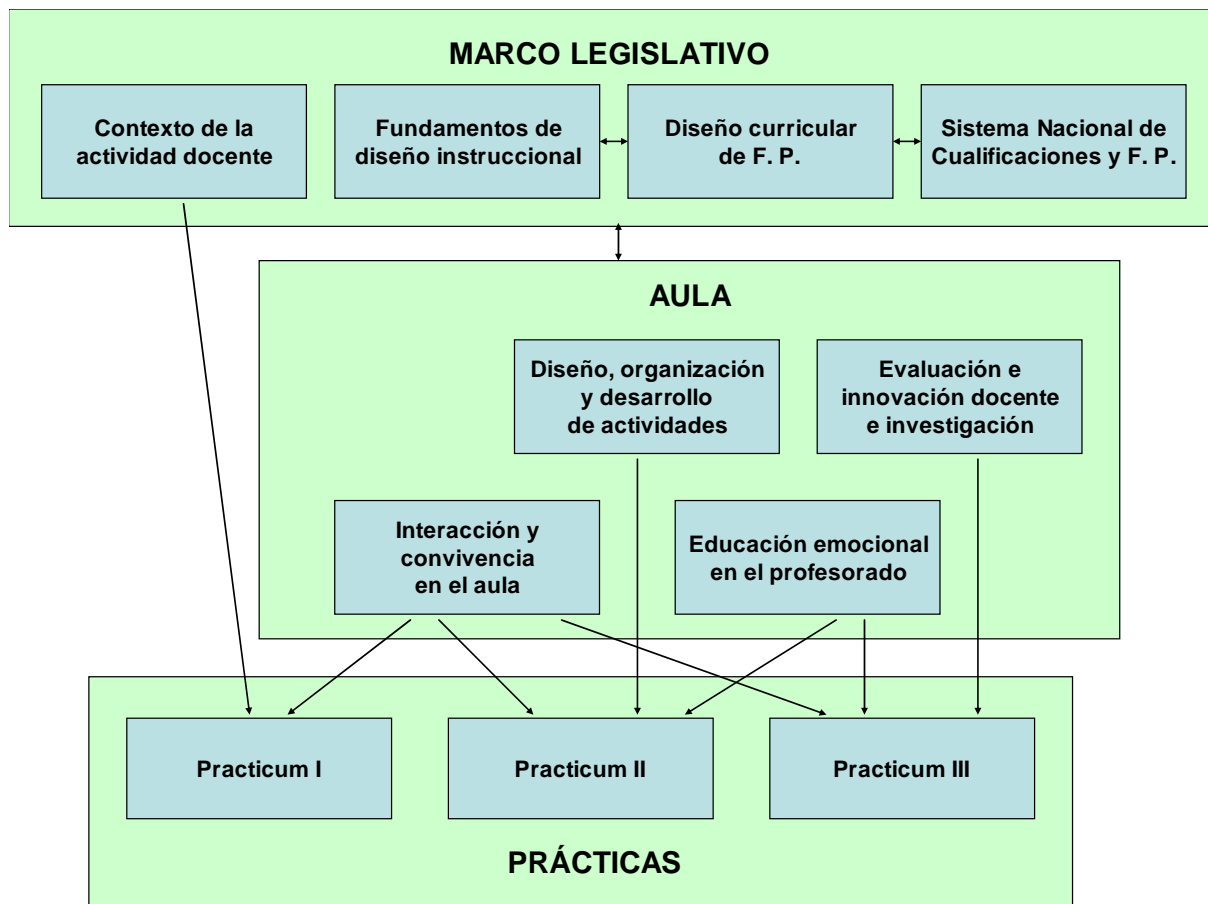 MARCO LEGISLATIVO
Contexto de la
actividad docente
Fundamentos de
diseño instruccional
Diseño curricular
de F. P.
Sistema Nacional de
Cualificaciones y F. P.
AULA
Diseño, organización
y desarrollo
de actividades
Evaluación e
innovación docente
e investigación
Interacción y
convivencia
en el aula
Educación emocional
en el profesorado
Practicum I
Practicum II
Practicum III
PRÁCTICAS